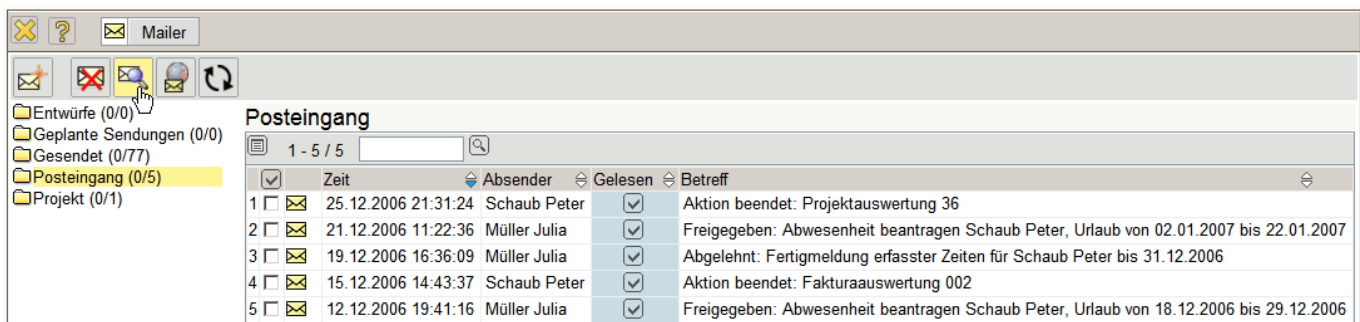 Mailer
Entwürfe (0/0)
Geplante Sendungen (0/0)
Gesendet (0/77)
Posteingang (0/5)
Projekt (0/1)
Posteingang
1 - 5 / 5
Zeit Absender Gelesen Betreff
1 25.12.2006 21:31:24 Schaub Peter Aktion beendet: Projektauswertung 36
2 21.12.2006 11:22:36 Müller Julia Freigegeben: Abwesenheit beantragen Schaub Peter, Urlaub von 02.01.2007 bis 22.01.2007
3 19.12.2006 16:36:09 Müller Julia Abgelehnt: Fertigmeldung erfasster Zeiten für Schaub Peter bis 31.12.2006
4 15.12.2006 14:43:37 Schaub Peter Aktion beendet: Fakturaauswertung 002
5 12.12.2006 19:41:16 Müller Julia Freigegeben: Abwesenheit beantragen Schaub Peter, Urlaub von 18.12.2006 bis 29.12.2006